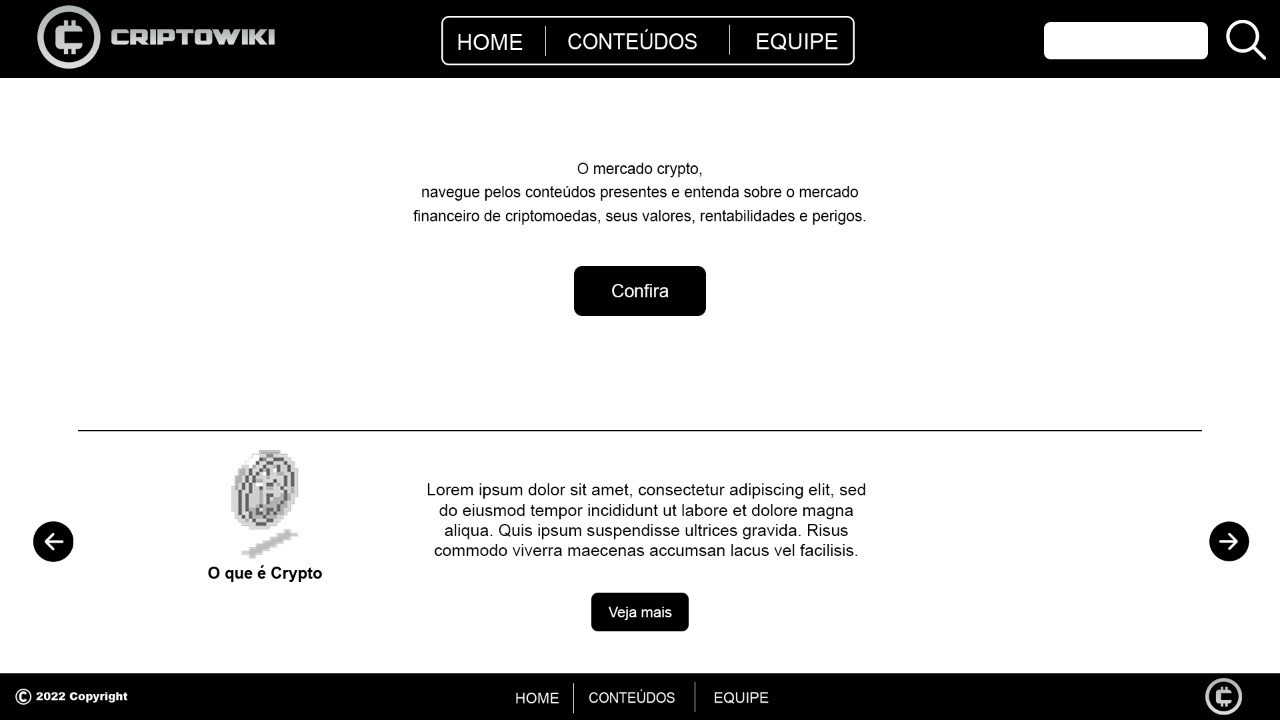 CRIPTOWIKI
HOME
CONTEÚDOS
EQUIPE
O mercado crypto,
navegue pelos conteúdos presentes e entenda sobre o mercado
financeiro de criptomoedas, seus valores, rentabilidades e perigos.
Confira
O que é Crypto
Lorem ipsum dolor sit amet, consectetur adipiscing elit, sed
do eiusmod tempor incididunt ut labore et dolore magna
aliqua. Quis ipsum suspendisse ultrices gravida. Risus
commodo viverra maecenas accumsan lacus vel facilisis.
Veja mais
© 2022 Copyright
HOME
CONTEÚDOS
EQUIPE